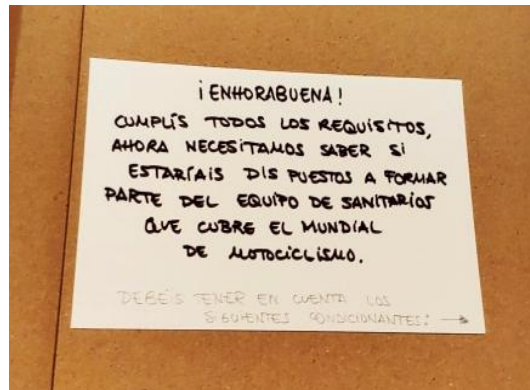 ¡ENHORABUENA!
CUMPLÍS TODOS LOS REQUISITOS,
AHORA NECESITAMOS SABER SI
ESTARÍAIS DISPUESTOS A FORMAR
PARTE DEL EQUIPO DE SANITARIOS
QUE CUBRE EL MUNDIAL
DE MOTOCICLISMO.
DEBÉIS TENER EN CUENTA LOS
SIGUIENTES CONDICIONANTES: →